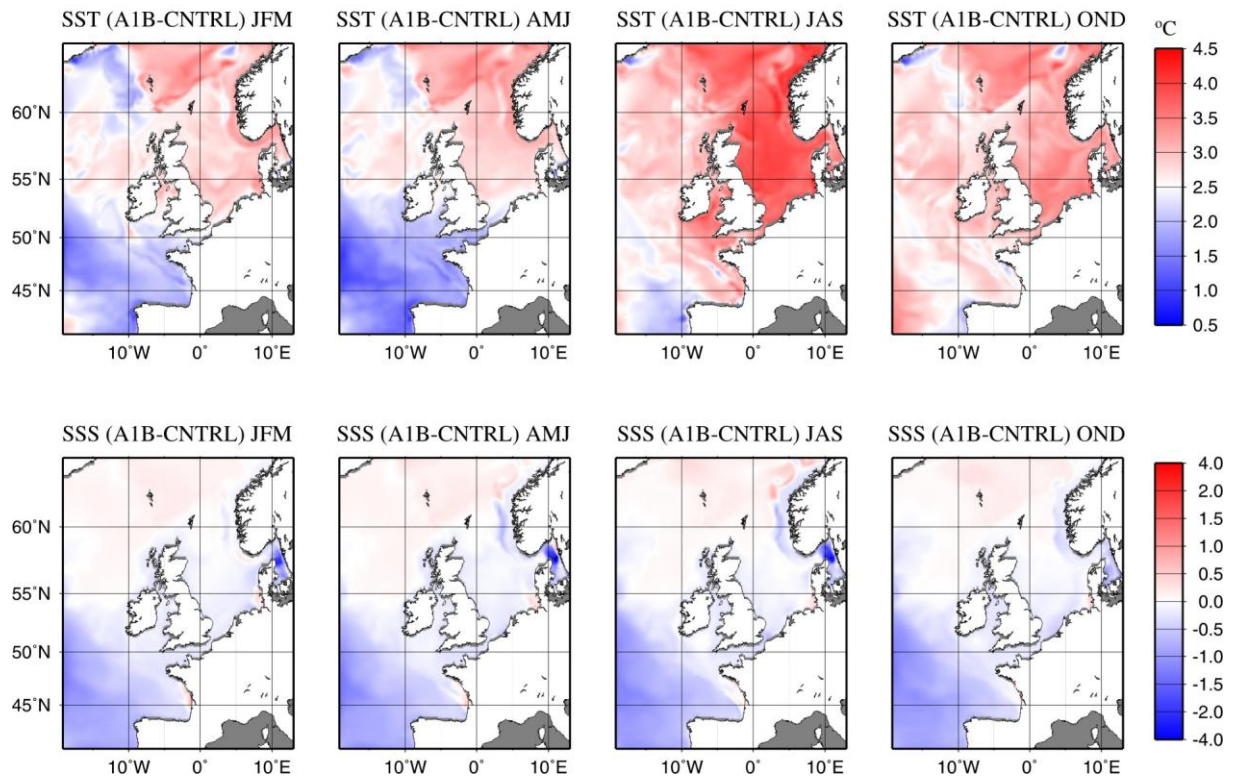 SST (A1B-CNTRL) JFM SST (A1B-CNTRL) AMJ SST (A1B-CNTRL) JAS SST (A1B-CNTRL) OND °C
60˚N
55˚N
50˚N
45˚N
4.5
4.0
3.5
3.0
2.5
2.0
1.5
1.0
0.5
10˚W 0˚ 10˚E 10˚W 0˚ 10˚E 10˚W 0˚ 10˚E 10˚W 0˚ 10˚E
SSS (A1B-CNTRL) JFM SSS (A1B-CNTRL) AMJ SSS (A1B-CNTRL) JAS SSS (A1B-CNTRL) OND
60˚N
55˚N
50˚N
45˚N
4.0
2.0
1.5
1.0
0.5
0.0
-0.5
-1.0
-1.5
-2.0
-4.0
10˚W 0˚ 10˚E 10˚W 0˚ 10˚E 10˚W 0˚ 10˚E 10˚W 0˚ 10˚E